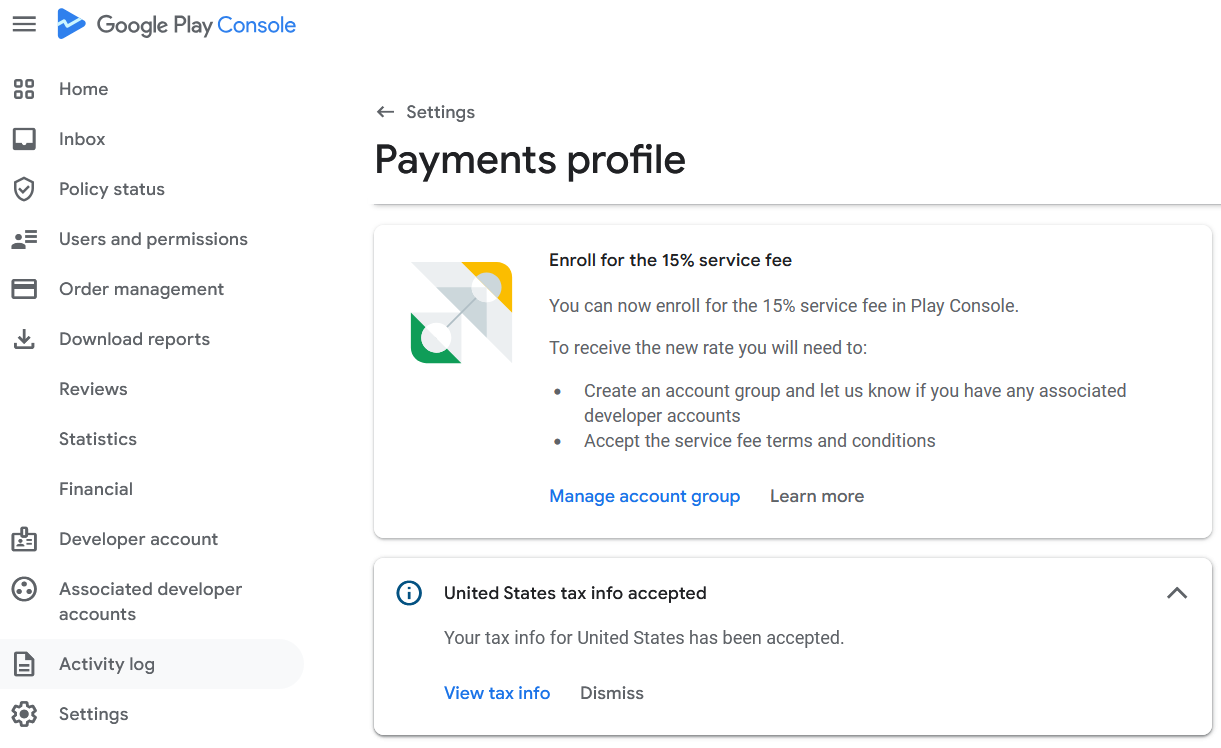 Google Play Console
Home
Inbox
Policy status
Users and permissions
Order management
Download reports
Reviews
Statistics
Financial
Developer account
Associated developer
accounts
Activity log
Settings
Settings
Payments profile
Enroll for the 15% service fee
You can now enroll for the 15% service fee in Play Console.
To receive the new rate you will need to:
• Create an account group and let us know if you have any associated
developer accounts
• Accept the service fee terms and conditions
Manage account group Learn more
United States tax info accepted
Your tax info for United States has been accepted.
View tax info Dismiss